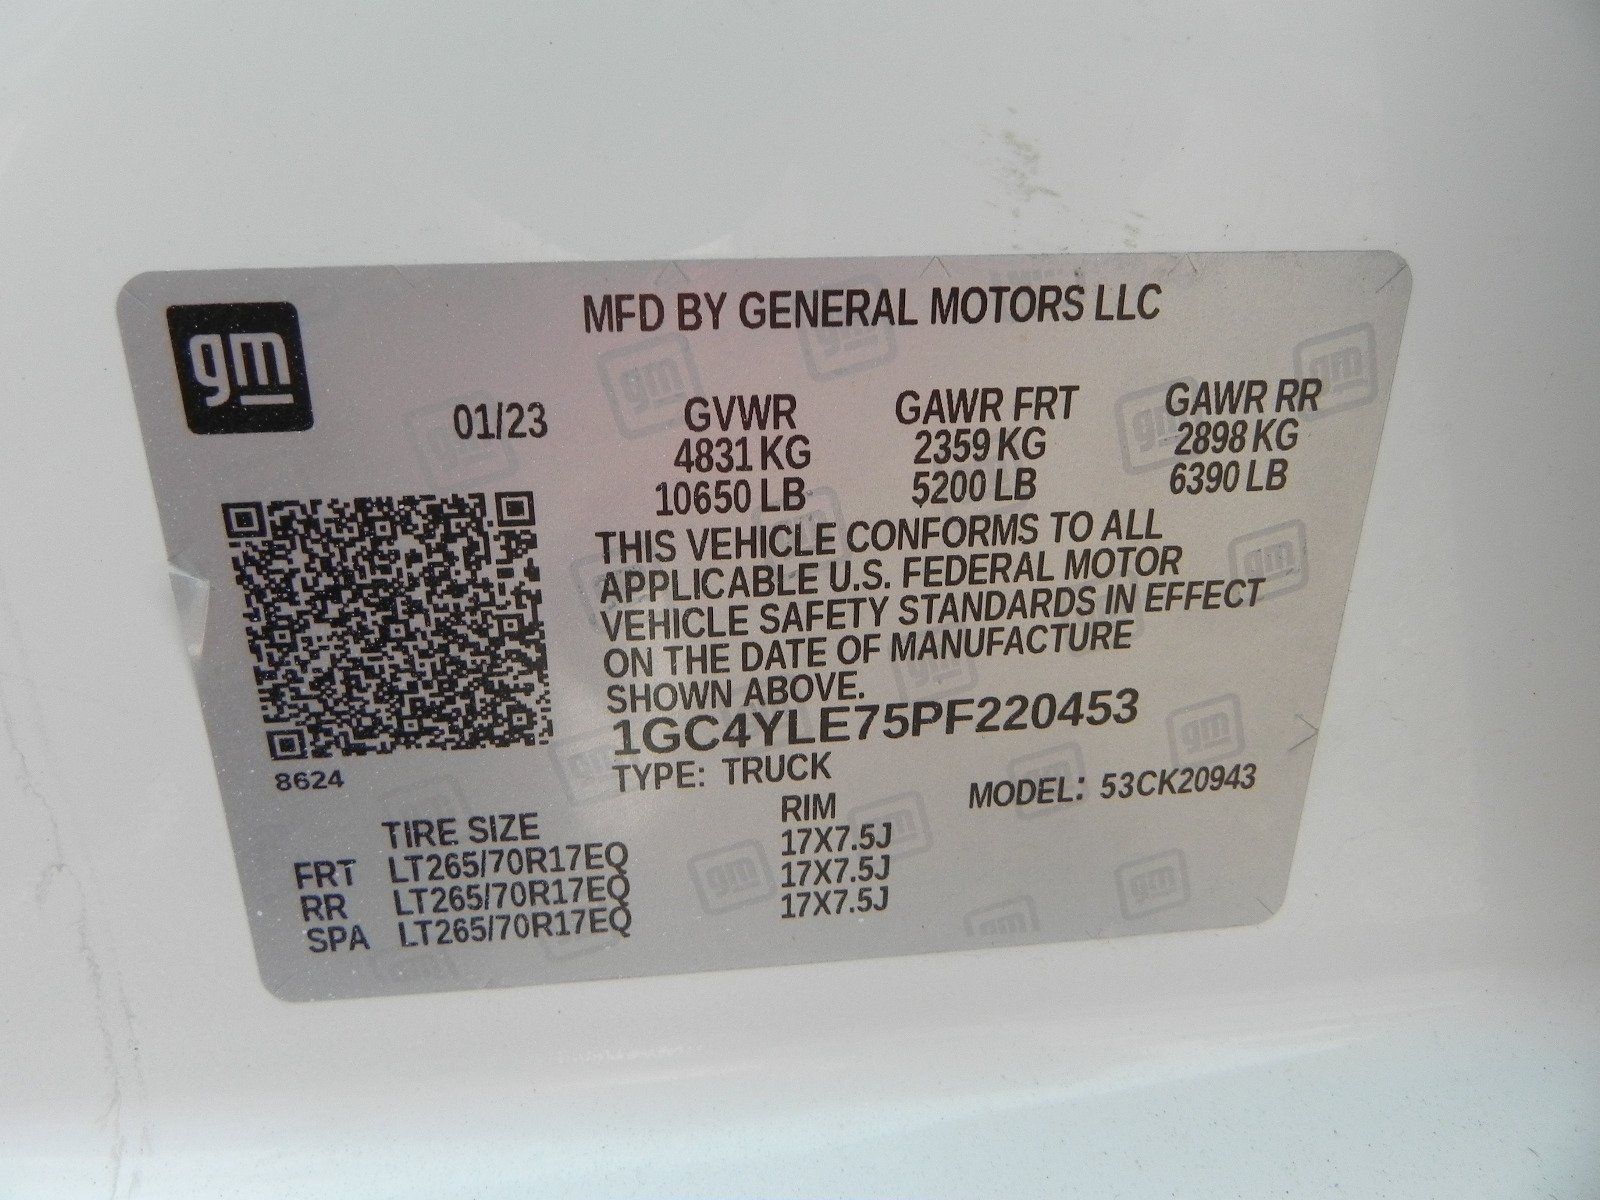 gm
MFD BY GENERAL MOTORS LLC
01/23 GVWR GAWR FRT GAWR RR
4831 KG 2359 KG 2898 KG
10650 LB 5200 LB 6390 LB
THIS VEHICLE CONFORMS TO ALL
APPLICABLE U.S. FEDERAL MOTOR
VEHICLE SAFETY STANDARDS IN EFFECT
ON THE DATE OF MANUFACTURE
SHOWN ABOVE.
1GC4YLE75PF220453
8624
TYPE: TRUCK MODEL: 53CK20943
TIRE SIZE RIM
FRT LT265/70R17EQ 17X7.5J
RR LT265/70R17EQ 17X7.5J
SPA LT265/70R17EQ 17X7.5J